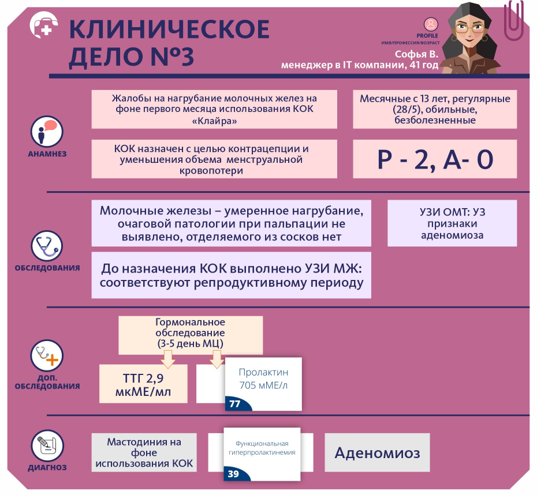 КЛИНИЧЕСКОЕ
ДЕЛО №3
PROFILE
ИМЯ/ПРОФЕССИЯ/ВОЗРАСТ
Софья В.
менеджер в IT компании, 41 год
АНАМНЕЗ
Жалобы на нагрубание молочных желез на
фоне первого месяца использования КОК
«Клайра»
Месячные с 13 лет, регулярные
(28/5), обильные,
безболезненные
КОК назначен с целью контрацепции и
уменьшения объема менструальной
кровопотери
P - 2, A- 0
ОБСЛЕДОВАНИЯ
Молочные железы – умеренное нагрубание,
очаговой патологии при пальпации не
выявлено, отделяемого из сосков нет
УЗИ ОМТ: УЗ
признаки
аденомиоза
До назначения КОК выполнено УЗИ МЖ:
соответствуют репродуктивному периоду
ДОП.
ОБСЛЕДОВАНИЯ
Гормональное
обследование
(3-5 день МЦ)
ТТГ 2,9
мкМЕ/мл
Пролактин
705 мМЕ/л
77
ДИАГНОЗ
Мастодиния на
фоне
использования КОК
Функциональная
гиперпролактинемия
39
Аденомиоз